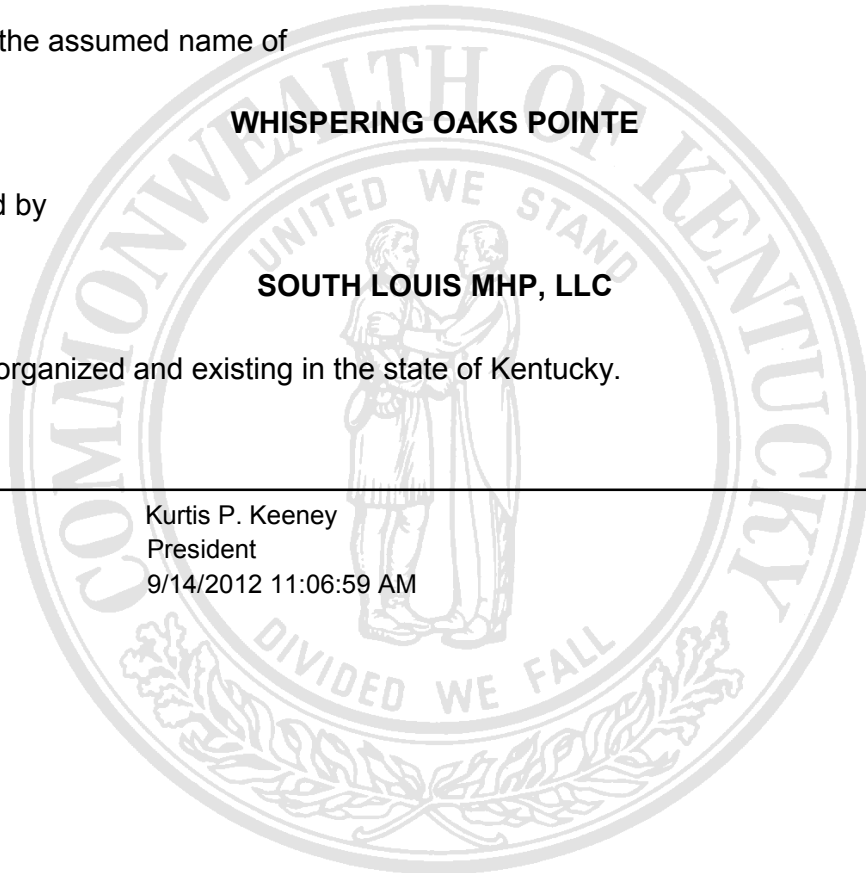 the assumed name of
WHISPERING OAKS POINTE
d by
SOUTH LOUIS MHP, LLC
organized and existing in the state of Kentucky.
Kurtis P. Keeney
President
9/14/2012 11:06:59 AM
COMMONWEALTH OF KENTUCKY
UNITED WE STAND
DIVIDED WE FALL